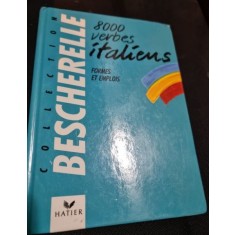 COLLECTION
BESCHERELLE
8000
verbes
italiens
FORMES
ET EMPLOIS
HATIER